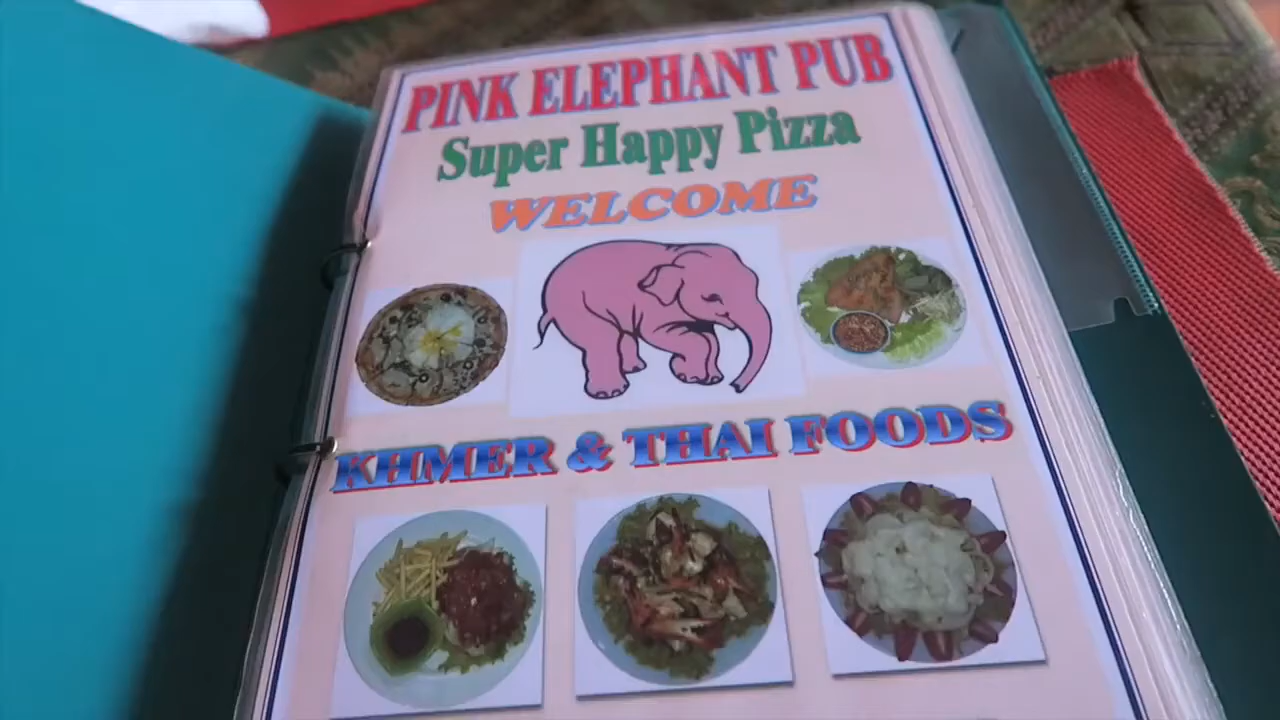 PINK ELEPHANT PUB
Super Happy Pizza
WELCOME
KHMER & THAI FOODS